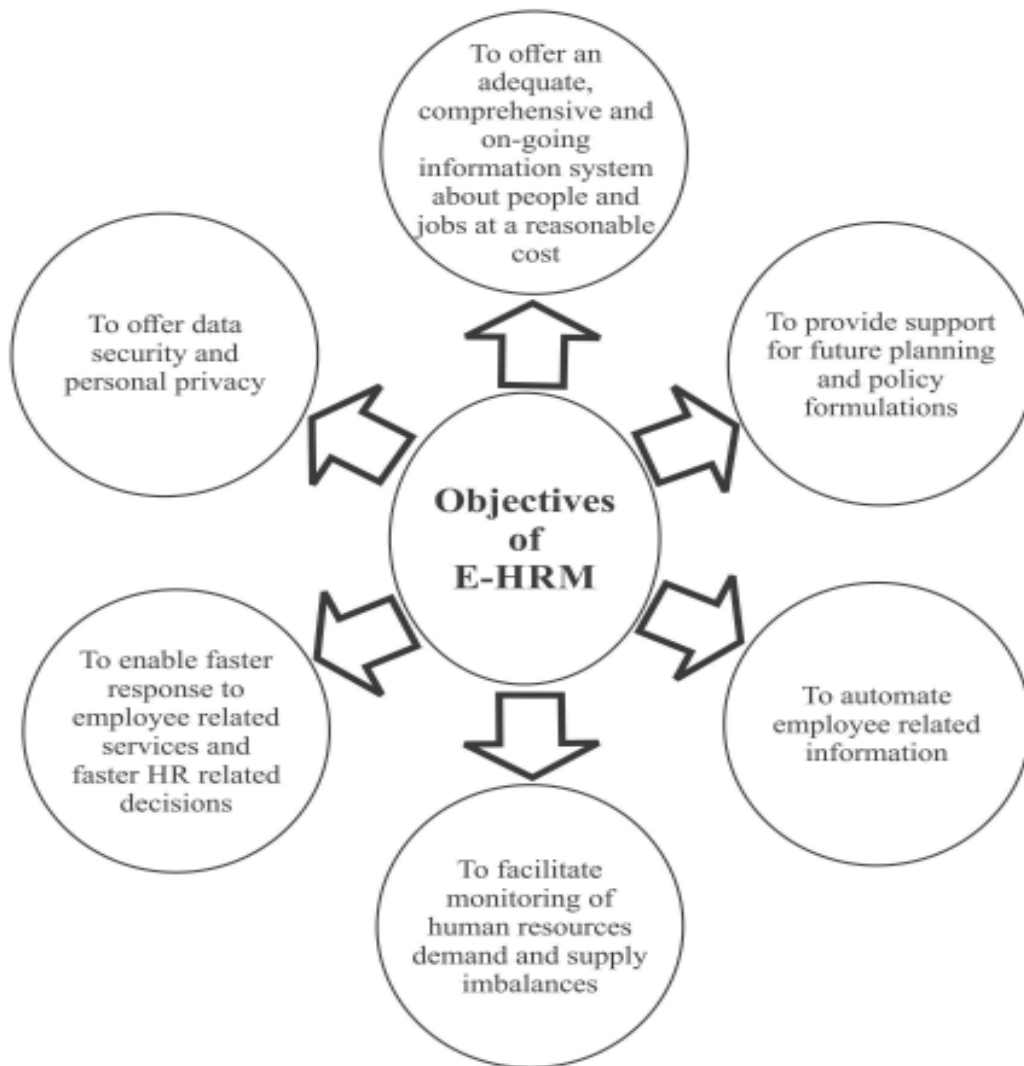 To offer an
adequate,
comprehensive and
on-going
information system
about people and
jobs at a reasonable
cost
To offer data
security and
personal privacy
To provide support
for future planning
and policy
formulations
Objectives
of
E-HRM
To enable faster
response to
employee related
services and
faster HR related
decisions
To automate
employee related
information
To facilitate
monitoring of
human resources
demand and supply
imbalances